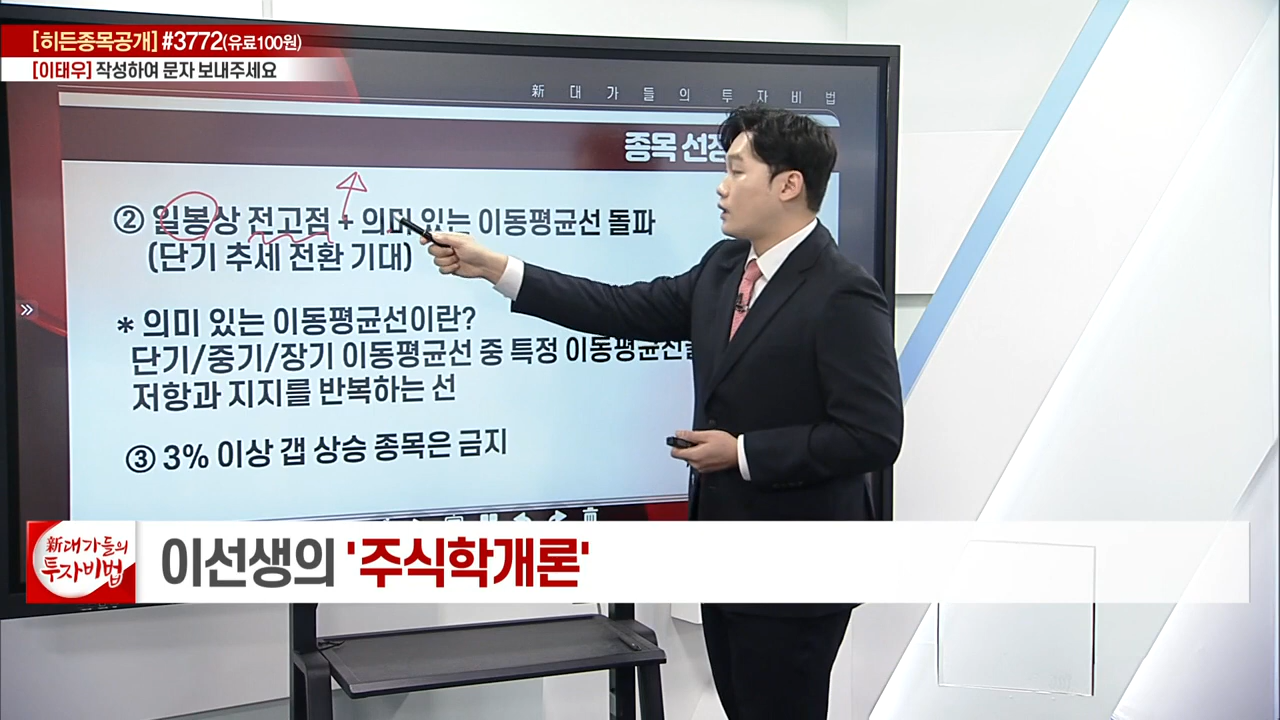 [히든종목공개] #3772(유료100원)
[이태우] 작성하여 문자 보내주세요
新 대가들의 투자비법
종목 선정
② 일봉상 전고점 + 의미 있는 이동평균선 돌파
(단기 추세 전환 기대)
* 의미 있는 이동평균선이란?
단기/중기/장기 이동평균선 중 특정 이동평균선을
저항과 지지를 반복하는 선
③ 3% 이상 갭 상승 종목은 금지
新대가들의
투자비법
이선생의 '주식학개론'